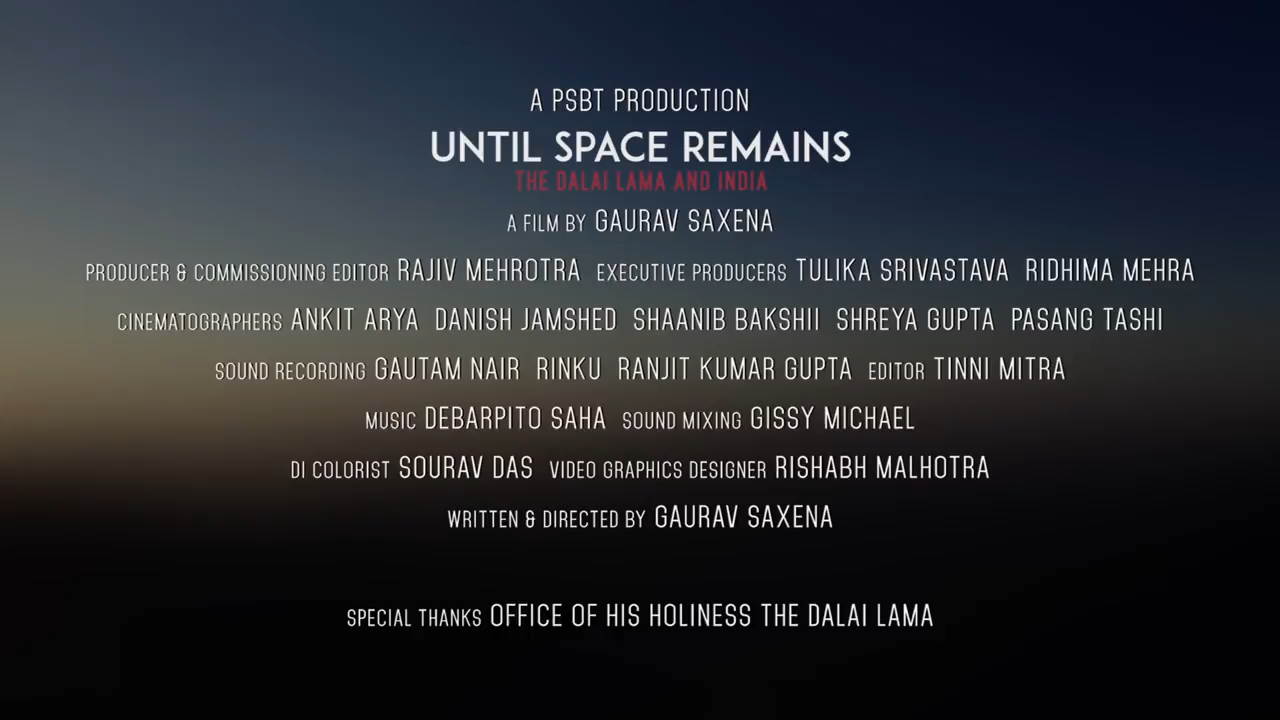 A PSBT PRODUCTION
UNTIL SPACE REMAINS
THE DALAI LAMA AND INDIA
A FILM BY GAURAV SAXENA
PRODUCER & COMMISSIONING EDITOR RAJIV MEHROTRA EXECUTIVE PRODUCERS TULIKA SRIVASTAVA RIDHIMA MEHRA
CINEMATOGRAPHERS ANKIT ARYA DANISH JAMSHED SHAANIB BAKSHII SHREYA GUPTA PASANG TASHI
SOUND RECORDING GAUTAM NAIR RINKU RANJIT KUMAR GUPTA EDITOR TINNI MITRA
MUSIC DEBARPITO SAHA SOUND MIXING GISSY MICHAEL
DI COLORIST SOURAV DAS VIDEO GRAPHICS DESIGNER RISHABH MALHOTRA
WRITTEN & DIRECTED BY GAURAV SAXENA
SPECIAL THANKS OFFICE OF HIS HOLINESS THE DALAI LAMA